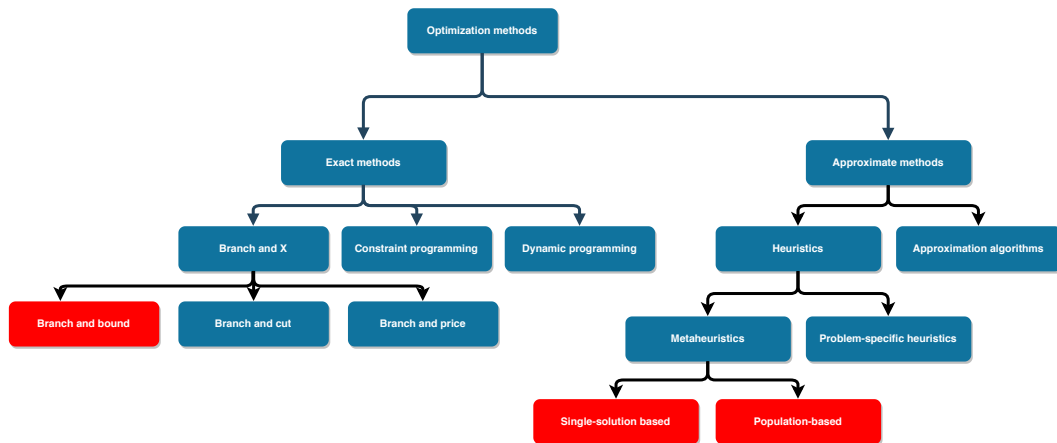 Optimization methods
Exact methods
Approximate methods
Branch and X
Constraint programming
Dynamic programming
Heuristics
Approximation algorithms
Branch and bound
Branch and cut
Branch and price
Metaheuristics
Problem-specific heuristics
Single-solution based
Population-based